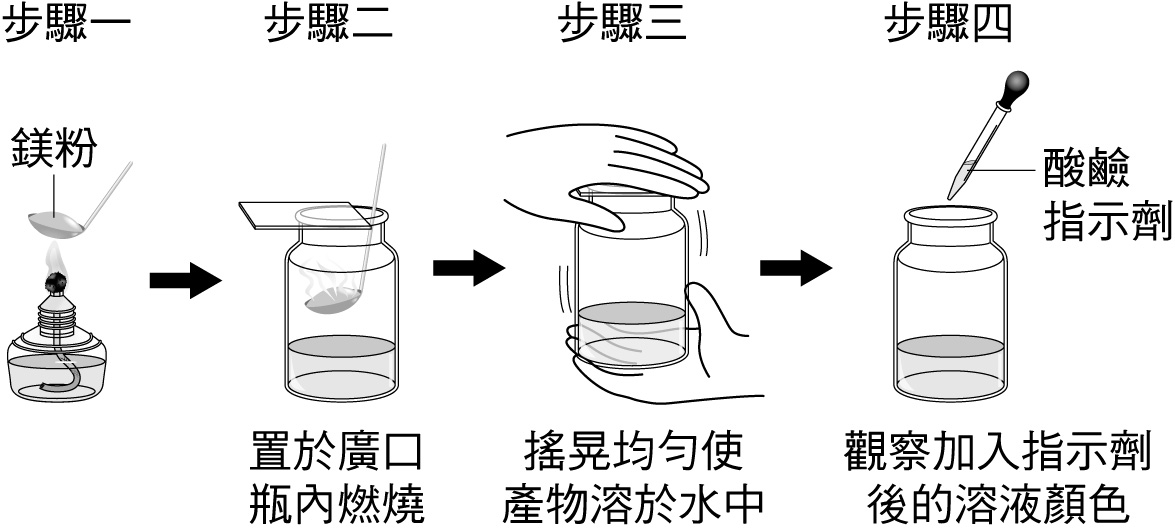 步驟一
步驟二
步驟三
步驟四
鎂粉
酸鹼
指示劑
置於廣口
瓶內燃燒
搖晃均勻使
產物溶於水中
觀察加入指示劑
後的溶液顏色